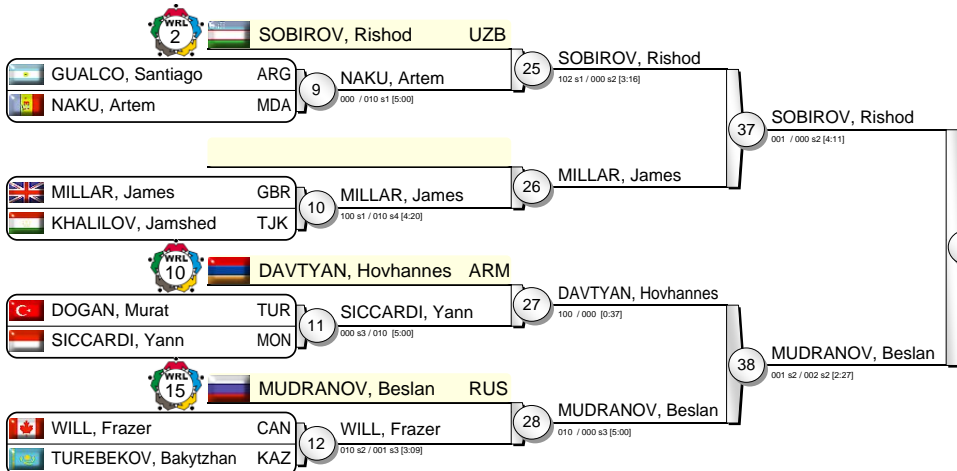 WRL
2
SOBIROV, Rishod UZB
GUALCO, Santiago ARG
NAKU, Artem MDA
9
NAKU, Artem
000 / 010 s1 [5:00]
25
SOBIROV, Rishod
102 s1 / 000 s2 [3:16]
MILLAR, James GBR
KHALILOV, Jamshed TJK
10
MILLAR, James
100 s1 / 010 s4 [4:20]
26
MILLAR, James
37
SOBIROV, Rishod
001 / 000 s2 [4:11]
WRL
10
DAVTYAN, Hovhannes ARM
DOGAN, Murat TUR
SICCARDI, Yann MON
11
SICCARDI, Yann
000 s3 / 010 [5:00]
27
DAVTYAN, Hovhannes
100 / 000 [0:37]
WRL
15
MUDRANOV, Beslan RUS
WILL, Frazer CAN
TUREBEKOV, Bakytzhan KAZ
12
WILL, Frazer
010 s2 / 001 s3 [3:09]
28
MUDRANOV, Beslan
010 / 000 s3 [5:00]
38
MUDRANOV, Beslan
001 s2 / 002 s2 [2:27]